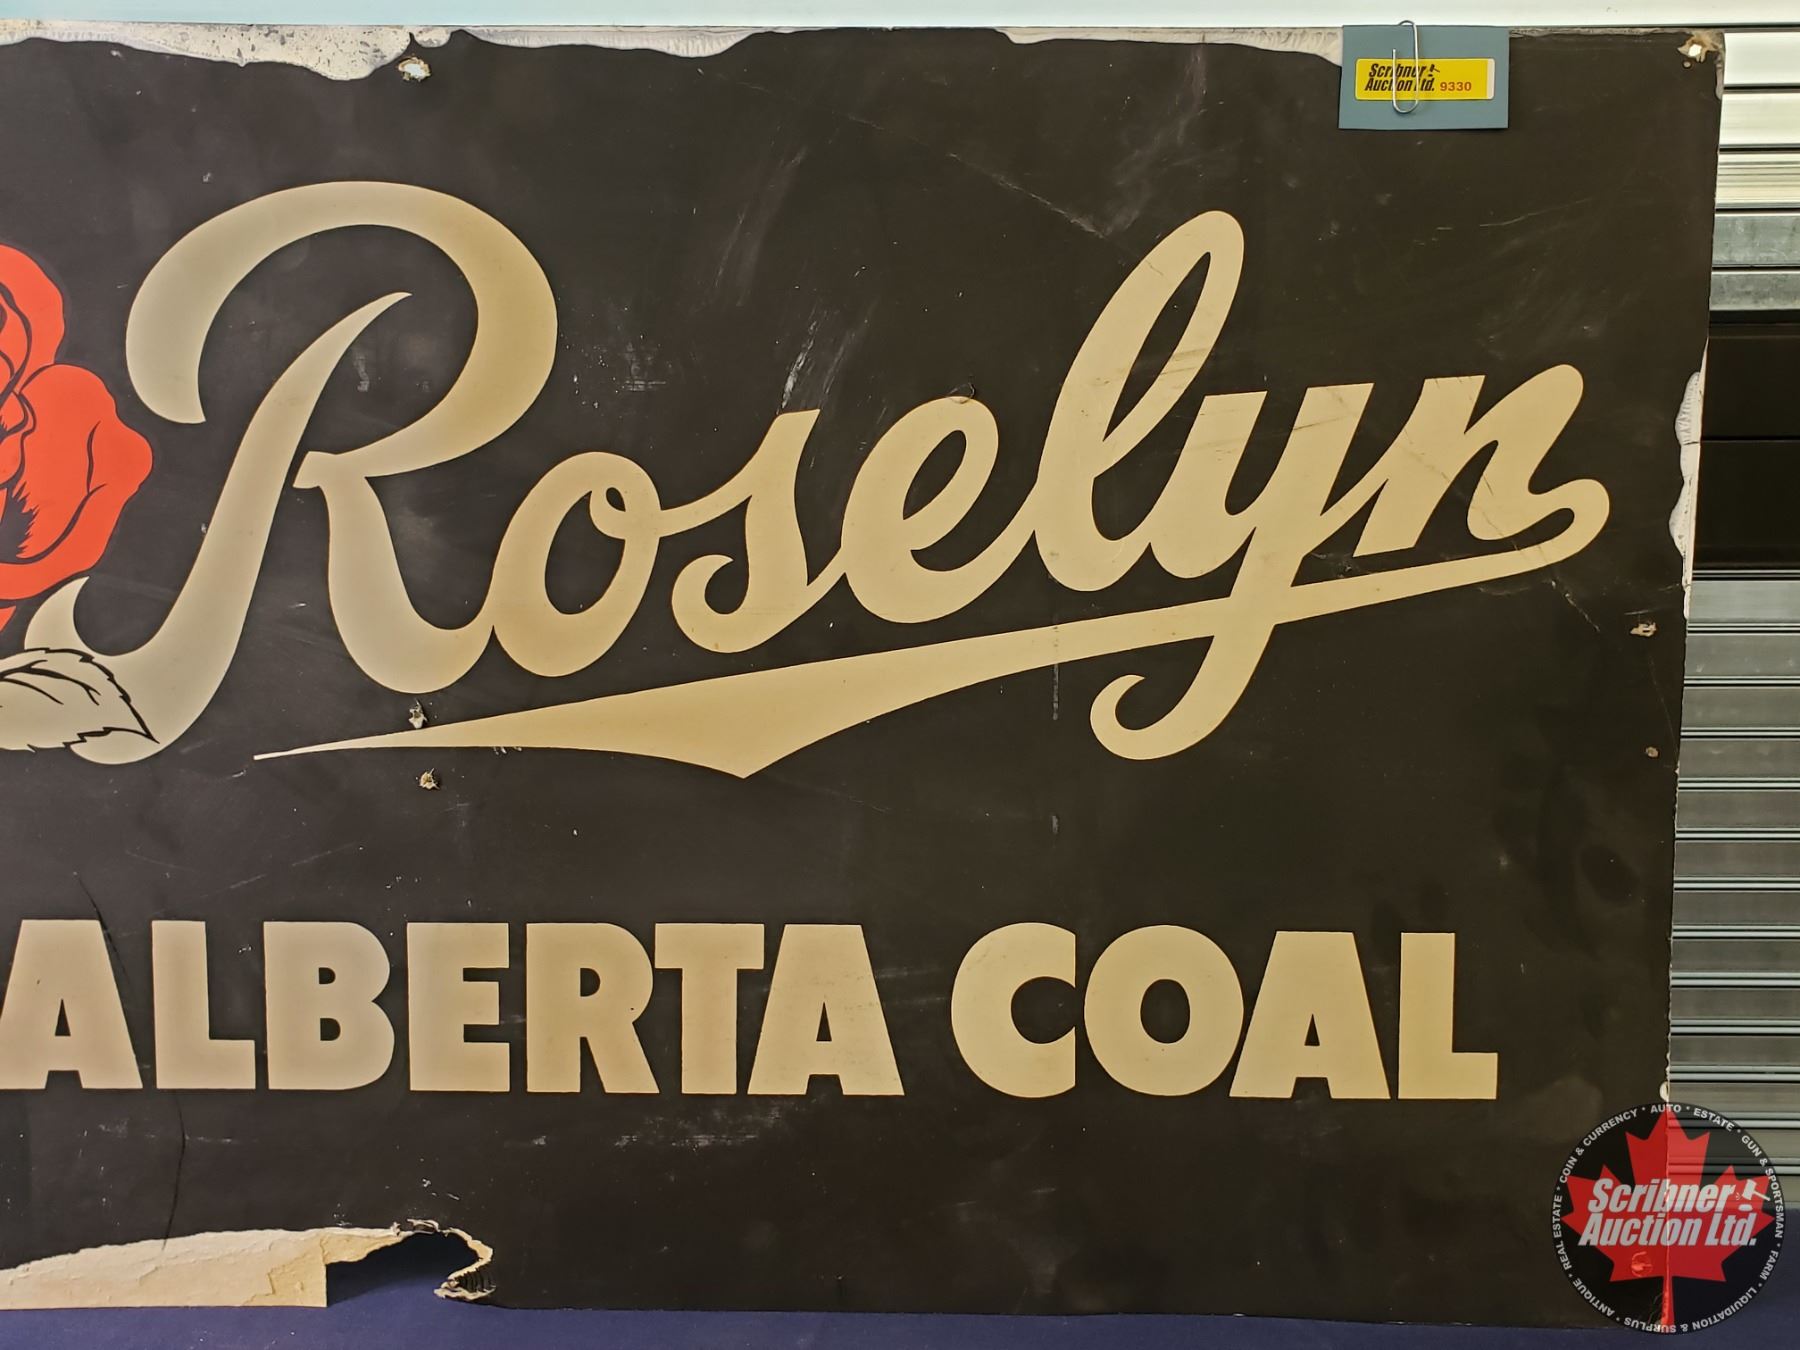 Scribner
Auction Ltd. 9330
Roselyn
ALBERTA COAL
COIN & CURRENCY • AUTO • ESTATE • GUN & SPORTSMAN • FARM • LIQUIDATION & SURPLUS • ANTIQUE • REAL ESTATE •
Scribner
Auction Ltd.